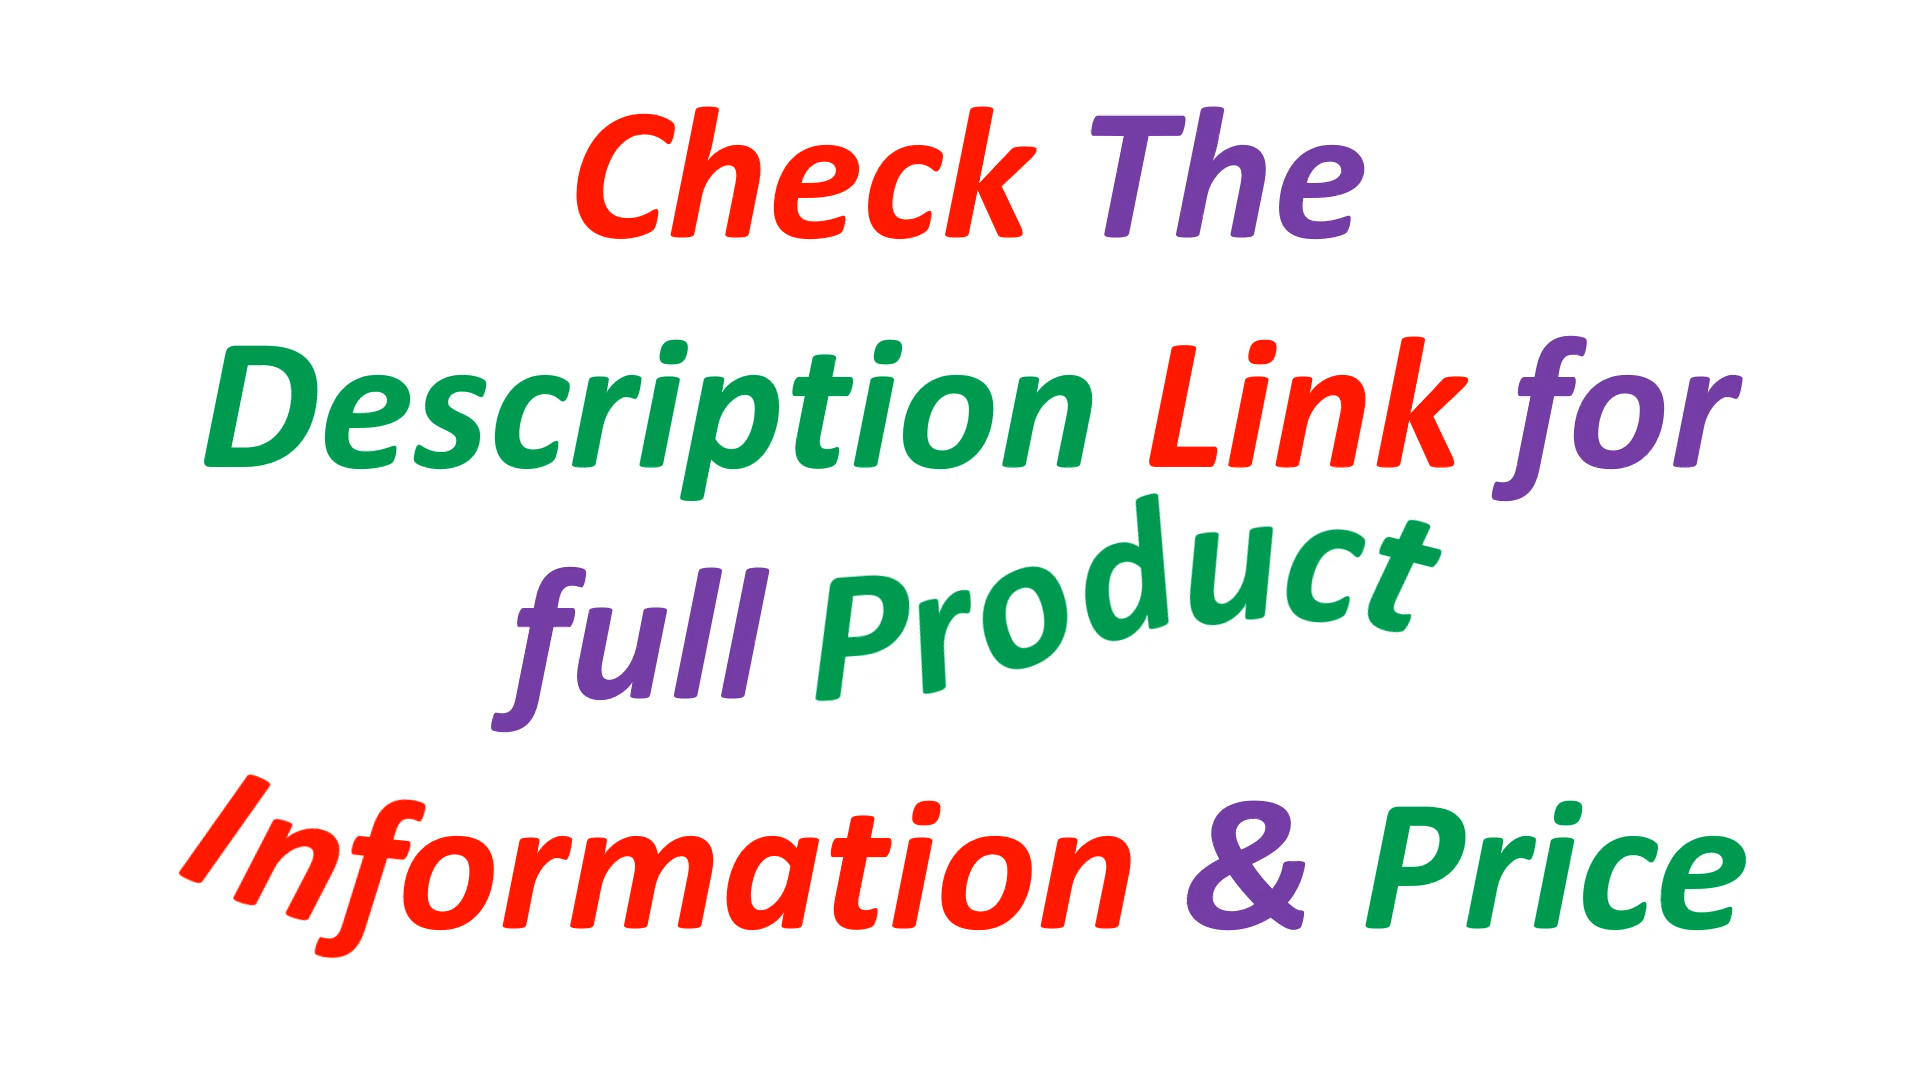 Check The
Description Link for
full Product
Information & Price